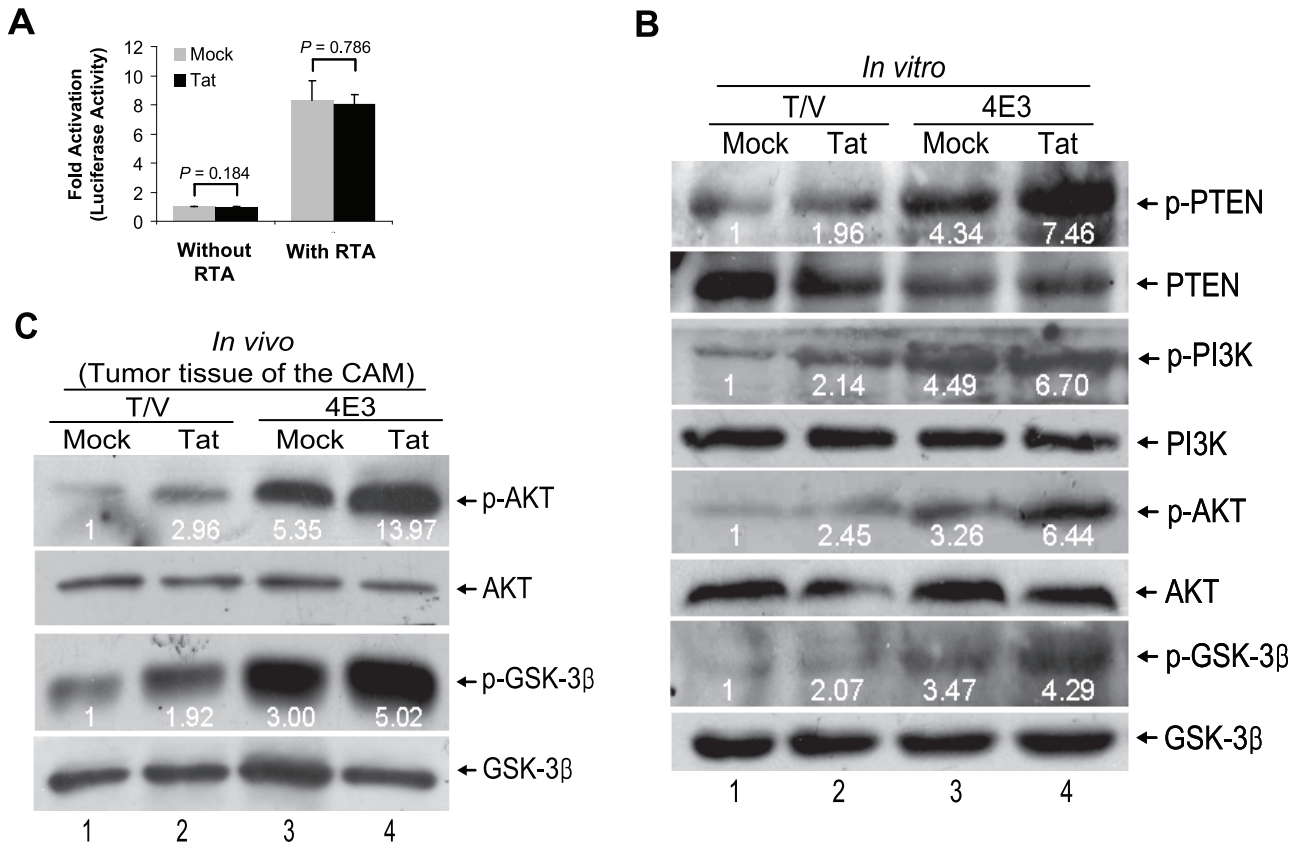 A
Fold Activation
(Luciferase Activity)
12
10
8
6
4
2
0
Mock
Tat
P = 0.184
P = 0.786
Without
RTA
With RTA
B
In vitro
T/V 4E3
Mock Tat Mock Tat
1 1.96 4.34 7.46
p-PTEN
PTEN
1 2.14 4.49 6.70
p-PI3K
PI3K
1 2.45 3.26 6.44
p-AKT
AKT
1 2.07 3.47 4.29
p-GSK-3β
GSK-3β
1 2 3 4
C
In vivo
(Tumor tissue of the CAM)
T/V 4E3
Mock Tat Mock Tat
1 2.96 5.35 13.97
p-AKT
AKT
1 1.92 3.00 5.02
p-GSK-3β
GSK-3β
1 2 3 4